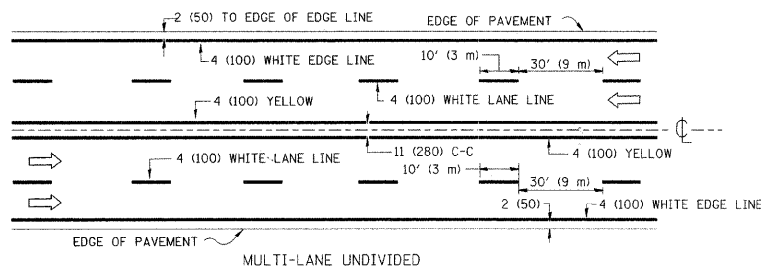 2 (50) TO EDGE OF EDGE LINE
EDGE OF PAVEMENT
4 (100) WHITE EDGE LINE
10' (3 m)
30' (9 m)
4 (100) YELLOW
4 (100) WHITE LANE LINE
℄
4 (100) WHITE LANE LINE
11 (280) C-C
4 (100) YELLOW
10' (3 m)
30' (9 m)
2 (50)
4 (100) WHITE EDGE LINE
EDGE OF PAVEMENT
MULTI-LANE UNDIVIDED